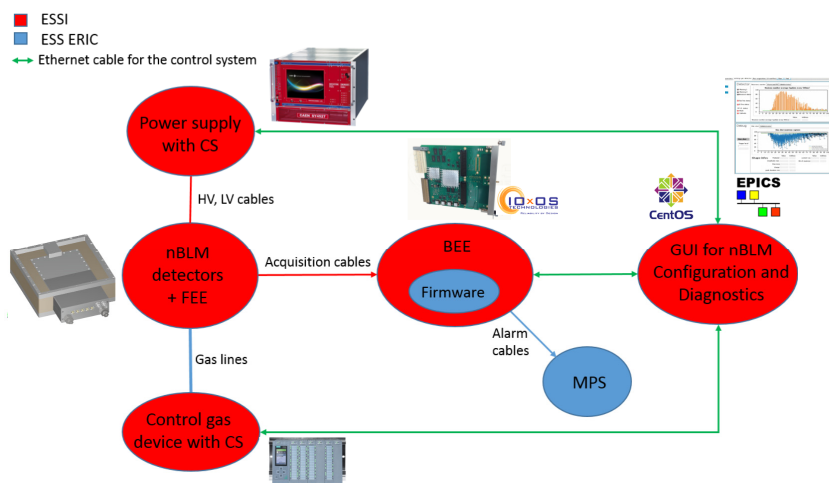 ESSI
ESS ERIC
Ethernet cable for the control system
Power supply
with CS
HV, LV cables
IOxOS
TECHNOLOGIES
CentOS
EPICS
nBLM
detectors
+ FEE
Acquisition cables
BEE
Firmware
GUI for nBLM
Configuration and
Diagnostics
Alarm
cables
Gas lines
MPS
Control gas
device with CS